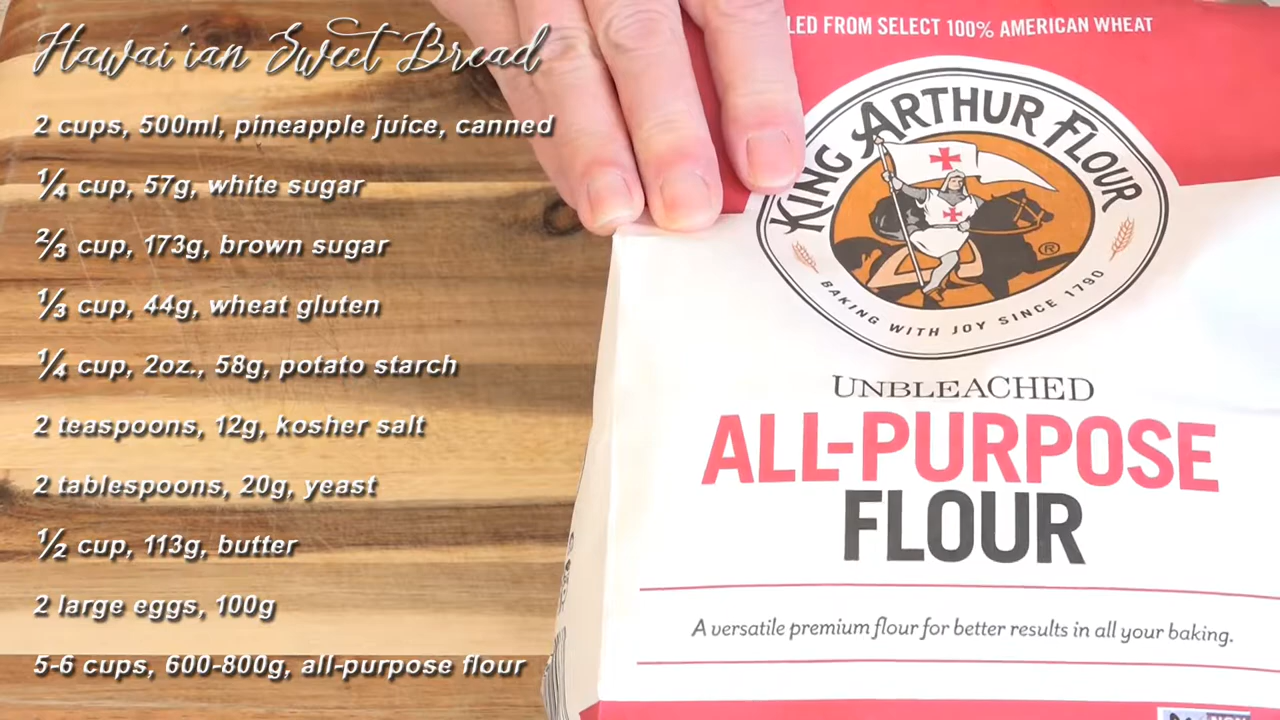 Hawai'ian Sweet Bread
2 cups, 500ml, pineapple juice, canned
¼ cup, 57g, white sugar
⅔ cup, 173g, brown sugar
⅓ cup, 44g, wheat gluten
¼ cup, 2oz., 58g, potato starch
2 teaspoons, 12g, kosher salt
2 tablespoons, 20g, yeast
½ cup, 113g, butter
2 large eggs, 100g
5-6 cups, 600-800g, all-purpose flour
LED FROM SELECT 100% AMERICAN WHEAT
KING ARTHUR FLOUR
®
BAKING WITH JOY SINCE 1790
UNBLEACHED
ALL-PURPOSE
FLOUR
A versatile premium flour for better results in all your baking.